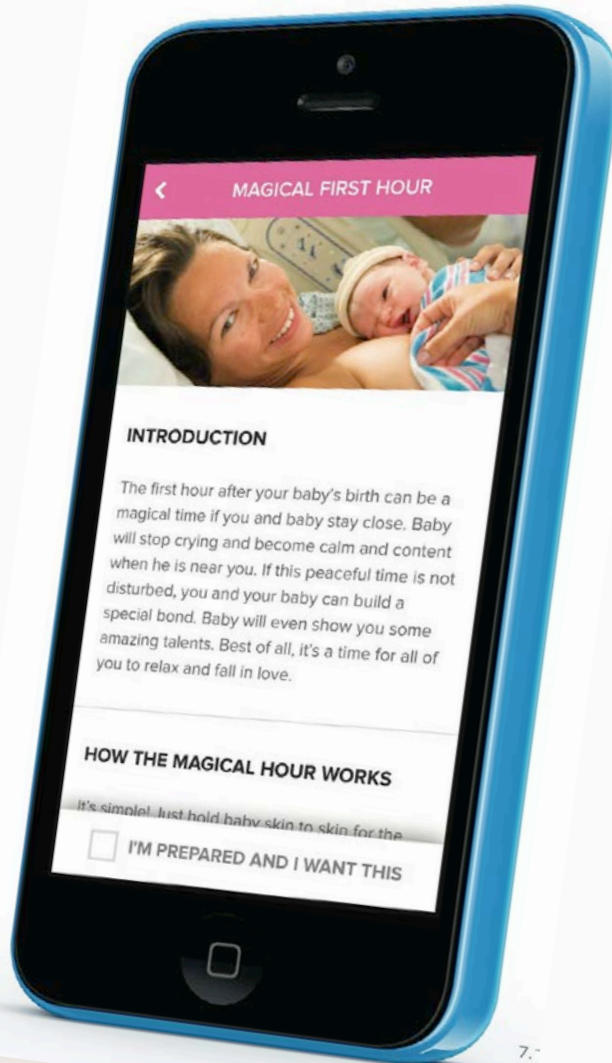 MAGICAL FIRST HOUR
INTRODUCTION
The first hour after your baby's birth can be a
magical time if you and baby stay close. Baby
will stop crying and become calm and content
when he is near you. If this peaceful time is not
disturbed, you and your baby can build a
special bond. Baby will even show you some
amazing talents. Best of all, it's a time for all of
you to relax and fall in love.
HOW THE MAGICAL HOUR WORKS
It's simple! Just hold baby skin to skin for the
I'M PREPARED AND I WANT THIS